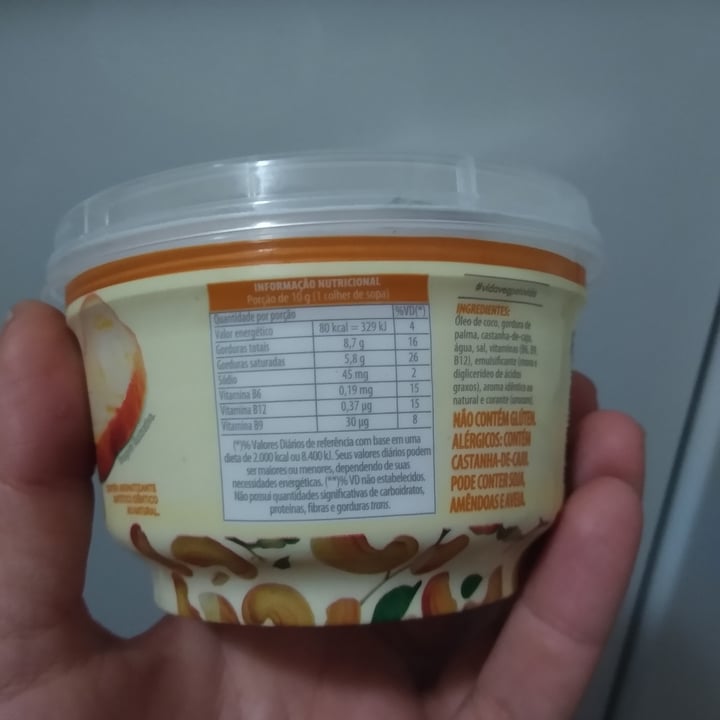 INFORMAÇÃO NUTRICIONAL
Porção de 10 g (1 colher de sopa)
Quantidade por porção %VD(*)
Valor energético 80 kcal = 329 kJ 4
Gorduras totais 8,7 g 16
Gorduras saturadas 5,8 g 26
Sódio 45 mg 2
Vitamina B6 0,19 mg 15
Vitamina B12 0,37 µg 15
Vitamina B9 30 µg 8
(*)% Valores Diários de referência com base em uma
dieta de 2.000 kcal ou 8.400 kJ. Seus valores diários podem
ser maiores ou menores, dependendo de suas
necessidades energéticas. (**)% VD não estabelecidos.
Não possui quantidades significativas de carboidratos,
proteínas, fibras e gorduras trans.
INGREDIENTES:
Óleo de coco, gordura de
palma, castanha-de-caju,
água, sal, vitaminas (B6, B9,
B12), emulsificante (mono e
diglicerídeo de ácidos
graxos), aroma idêntico ao
natural e corante (urucum).
NÃO CONTÉM GLÚTEN.
ALÉRGICOS: CONTÉM
CASTANHA-DE-CAJU.
PODE CONTER SOJA,
AMÊNDOAS E AVEIA.